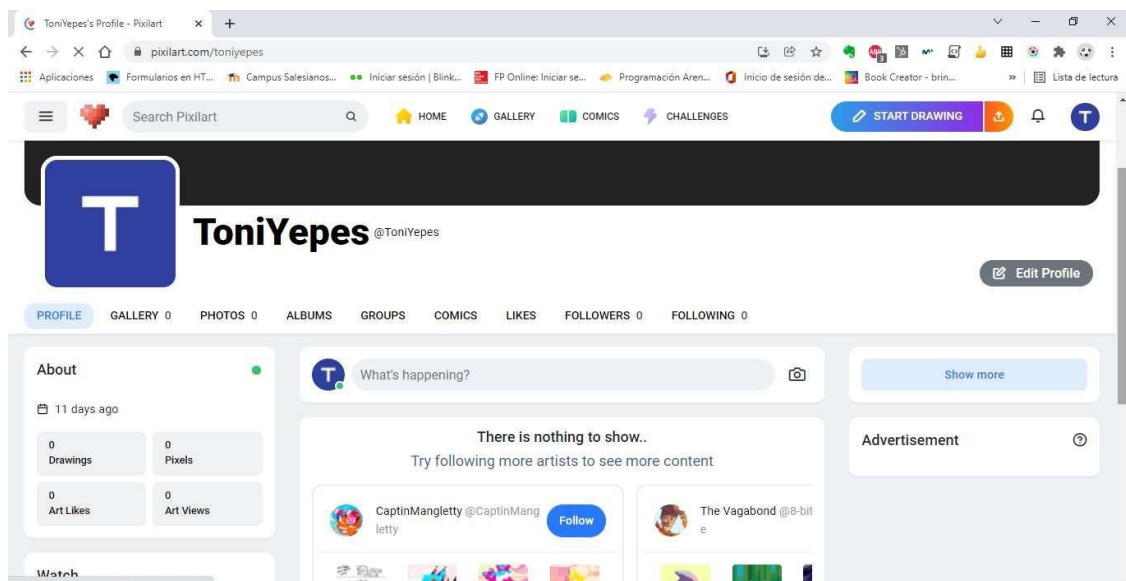 ToniYepes's Profile - Pixilart
pixilart.com/toniyepes
Aplicaciones Formularios en HT... Campus Salesianos... Iniciar sesión | Blink... FP Online: Iniciar se... Programación Aren... Inicio de sesión de... Book Creator - brin... » Lista de lectura
Search Pixilart HOME GALLERY COMICS CHALLENGES START DRAWING T
T
ToniYepes @ToniYepes
Edit Profile
PROFILE GALLERY 0 PHOTOS 0 ALBUMS GROUPS COMICS LIKES FOLLOWERS 0 FOLLOWING 0
About
11 days ago
0 Drawings
0 Pixels
0 Art Likes
0 Art Views
Watch
T What's happening?
There is nothing to show..
Try following more artists to see more content
CaptinMangletty @CaptinMang
letty
Follow
The Vagabond @8-bit
e
Show more
Advertisement